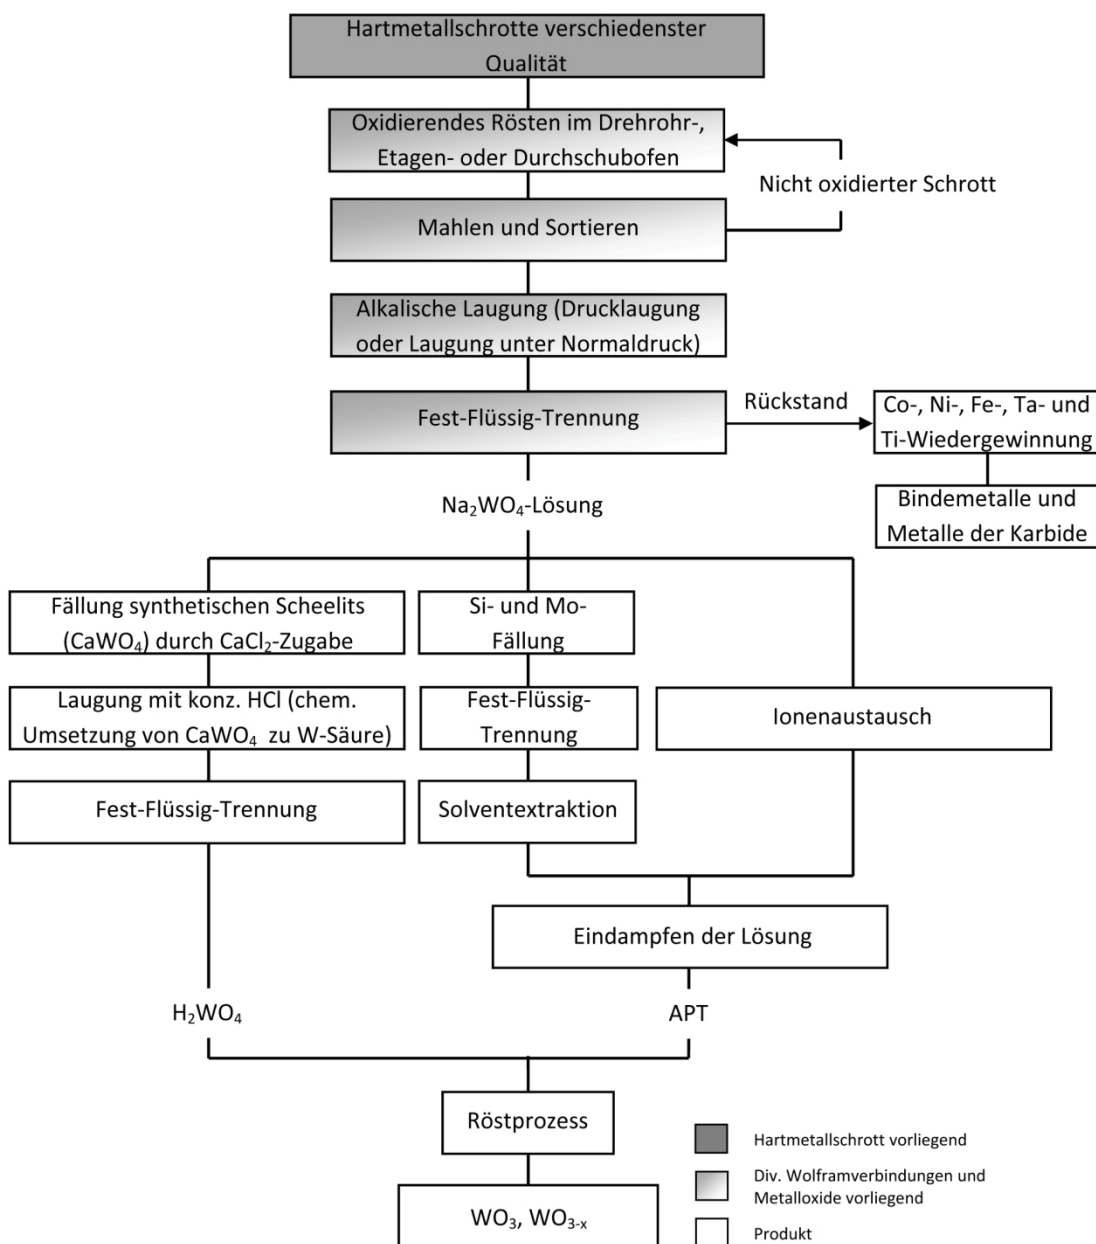 Hartmetallschrotte verschiedenster
Qualität
Oxidierendes Rösten im Drehrohr-,
Etagen- oder Durchschubofen
Nicht oxidierter Schrott
Mahlen und Sortieren
Alkalische Laugung (Drucklaugung
oder Laugung unter Normaldruck)
Fest-Flüssig-Trennung
Rückstand
Co-, Ni-, Fe-, Ta- und
Ti-Wiedergewinnung
Bindemetalle und
Metalle der Karbide
Na₂WO₄-Lösung
Fällung synthetischen Scheelits
(CaWO₄) durch CaCl₂-Zugabe
Si- und Mo-
Fällung
Laugung mit konz. HCl (chem.
Umsetzung von CaWO₄ zu W-Säure)
Fest-Flüssig-
Trennung
Ionenaustausch
Fest-Flüssig-Trennung
Solventextraktion
Eindampfen der Lösung
H₂WO₄
APT
Röstprozess
WO₃, WO₃₋ₓ
Hartmetallschrott vorliegend
Div. Wolframverbindungen und
Metalloxide vorliegend
Produkt